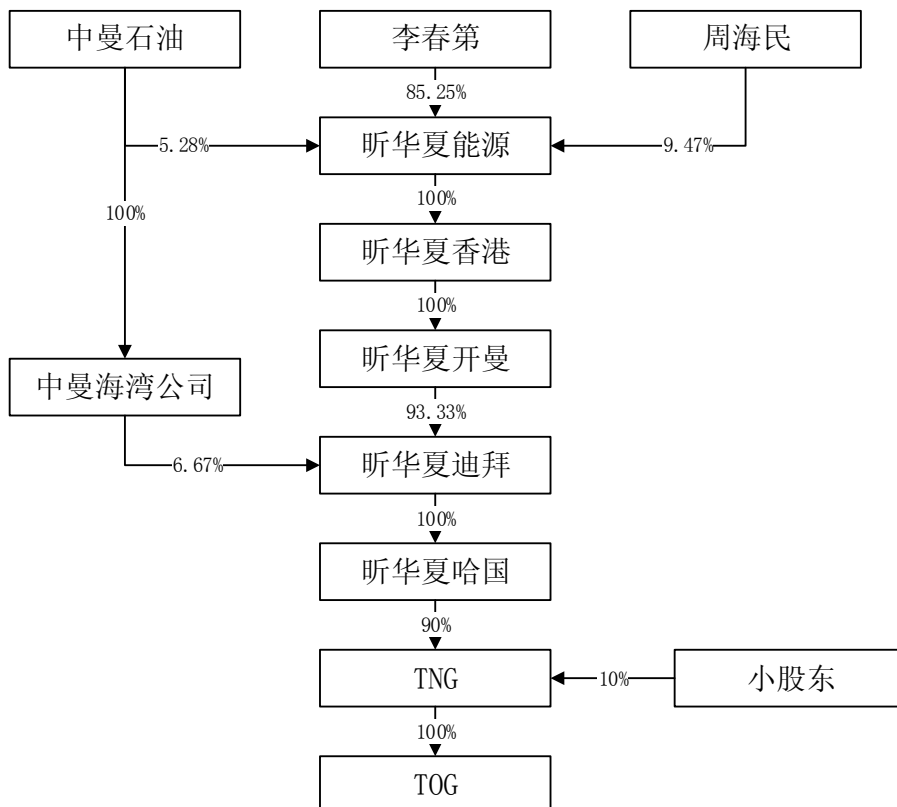 中曼石油
李春第
周海民
85.25%
5.28%
昕华夏能源
9.47%
100%
100%
昕华夏香港
100%
昕华夏开曼
中曼海湾公司
93.33%
6.67%
昕华夏迪拜
100%
昕华夏哈国
90%
TNG
10%
小股东
100%
TOG